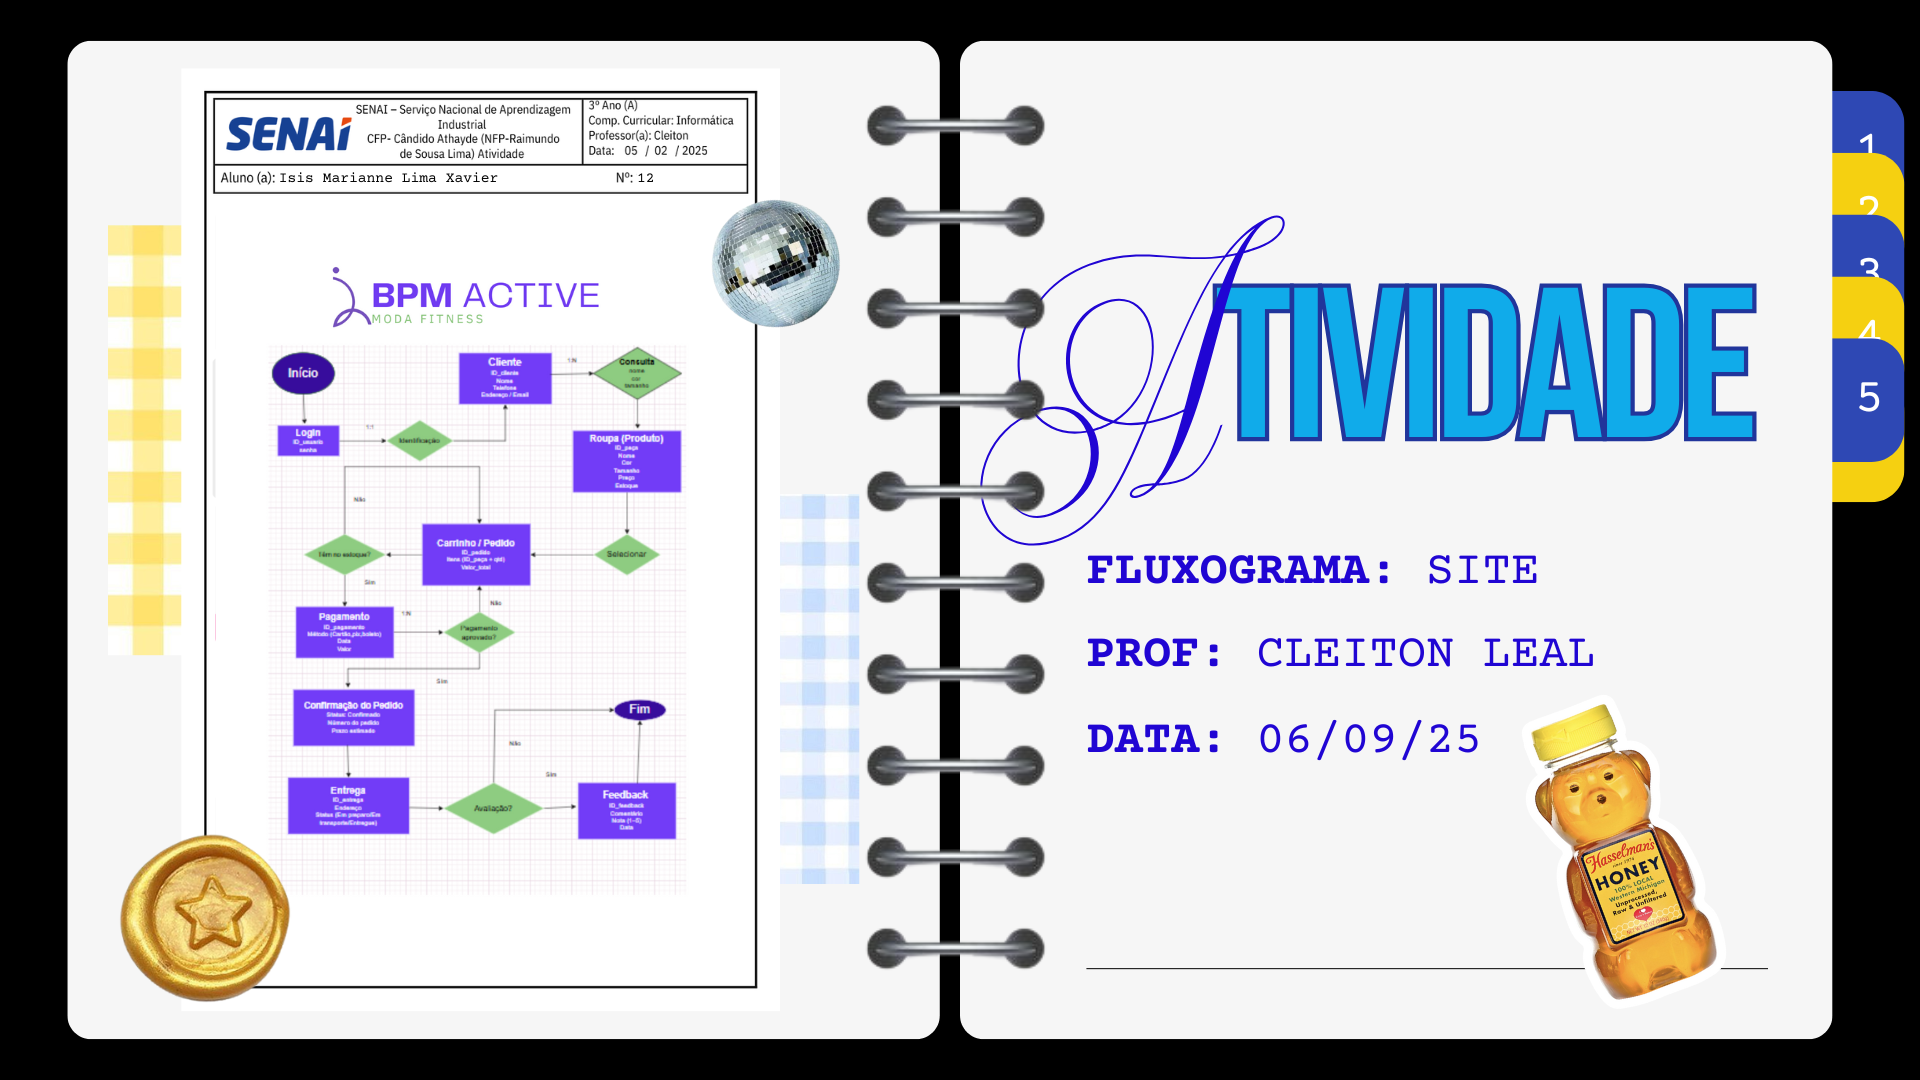 SENAI
SENAI – Serviço Nacional de Aprendizagem
Industrial
CFP- Cândido Athayde (NFP-Raimundo
de Sousa Lima) Atividade
3º Ano (A)
Comp. Curricular: Informática
Professor(a): Cleiton
Data: 05 / 02 / 2025
Aluno (a): Isis Marianne Lima Xavier Nº: 12
BPM ACTIVE
MODA FITNESS
Início
Cliente
ID_cliente
Nome
Telefone
Endereço / Email
1:N
Consulta
nome
cor
tamanho
Login
ID_usuario
senha
1:1
Identificação
Roupa (Produto)
ID_peça
Nome
Cor
Tamanho
Preço
Estoque
Não
Têm no estoque?
Carrinho / Pedido
ID_pedido
Itens (ID_peça + qtd)
Valor_total
Selecionar
Sim
Pagamento
ID_pagamento
Método (Cartão,pix,boleto)
Data
Valor
1:N
Não
Pagamento
aprovado?
Sim
Confirmação do Pedido
Status: Confirmado
Número do pedido
Prazo estimado
Fim
Não
Entrega
ID_entrega
Endereço
Status (Em preparo/Em
transporte/Entregue)
Avaliação?
Sim
Feedback
ID_feedback
Comentário
Nota (1-5)
Data
ATIVIDADE
FLUXOGRAMA: SITE
PROF: CLEITON LEAL
DATA: 06/09/25
Hasselman's
since 1974
HONEY
100% LOCAL
Western Michigan
Unprocessed,
Raw & Unfiltered
1
2
3
4
5